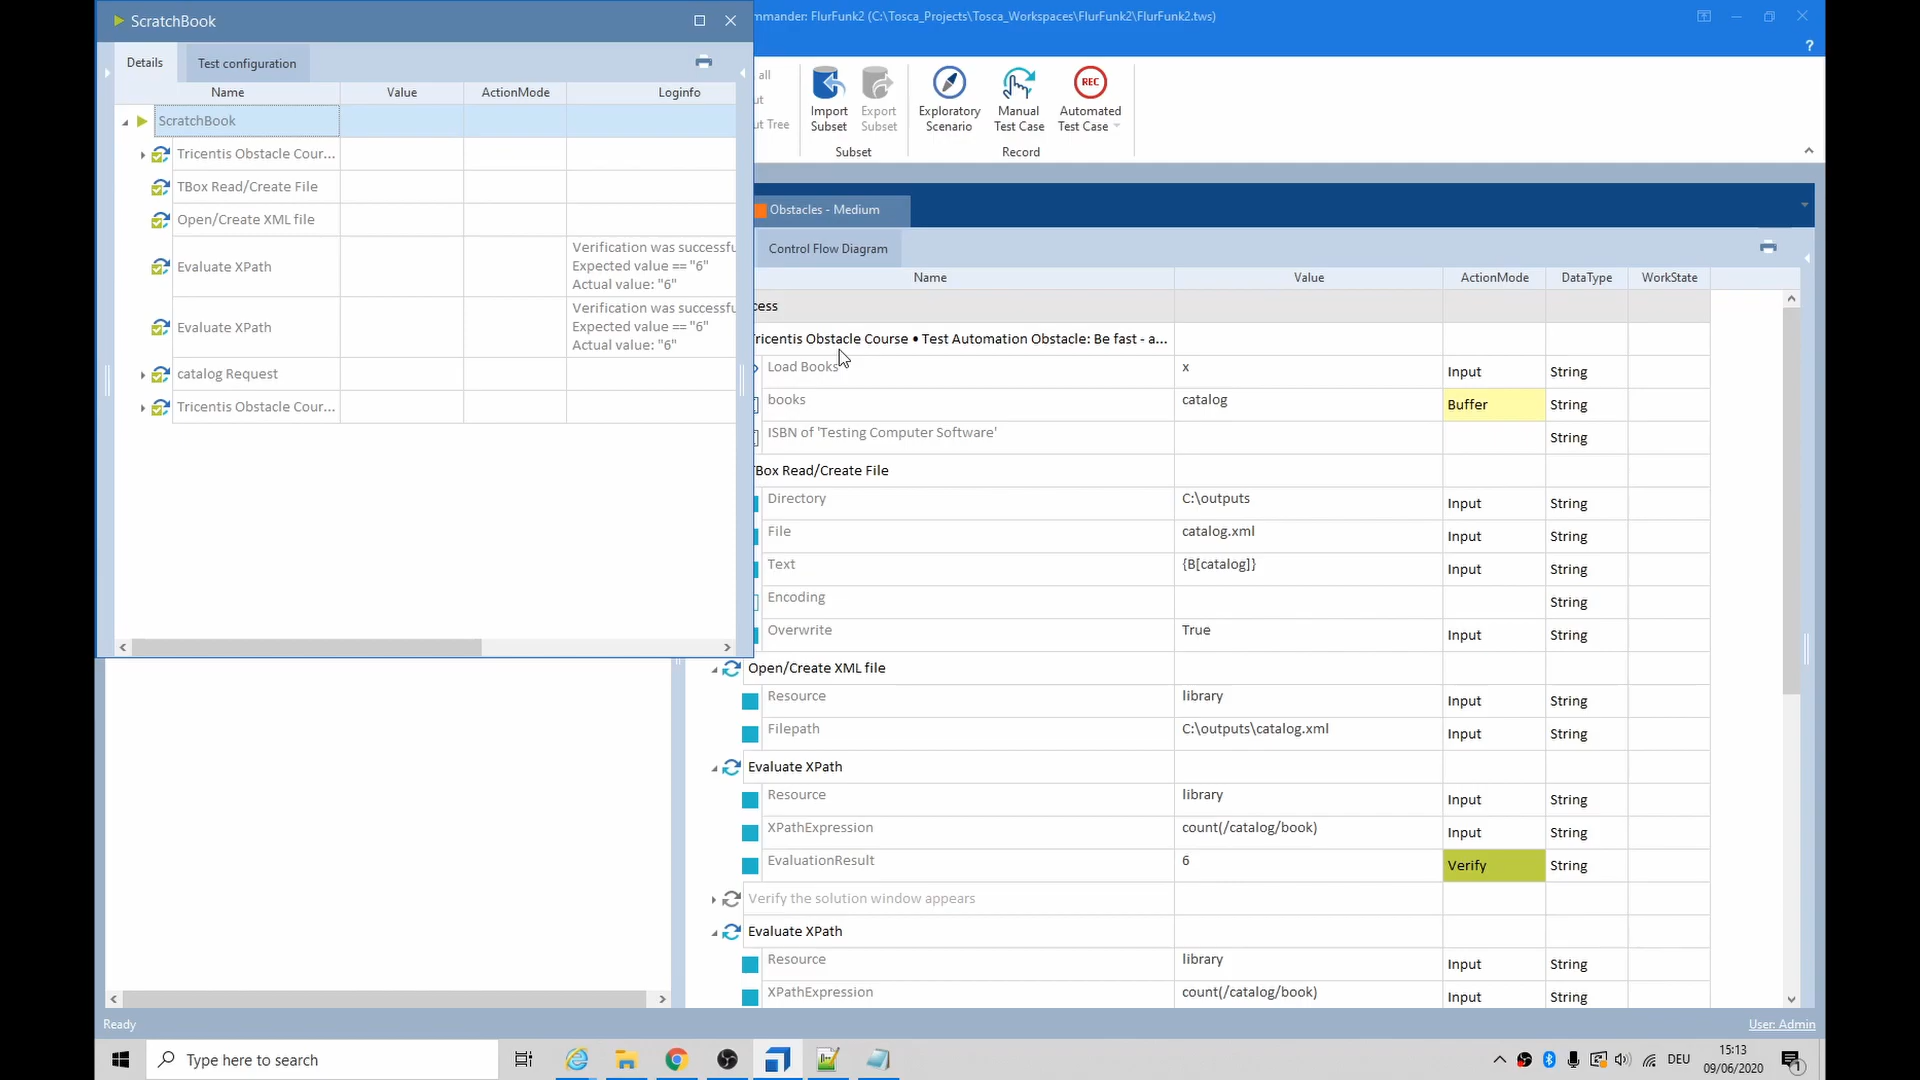 ScratchBook
mmander: FlurFunk2 (C:\Tosca_Projects\Tosca_Workspaces\FlurFunk2\FlurFunk2.tws)
?
Details
Test configuration
Name
Value
ActionMode
Loginfo
ScratchBook
Tricentis Obstacle Cour...
TBox Read/Create File
Open/Create XML file
Evaluate XPath
Verification was successfu
Expected value == "6"
Actual value: "6"
Evaluate XPath
Verification was successfu
Expected value == "6"
Actual value: "6"
catalog Request
Tricentis Obstacle Cour...
all
ut
ut Tree
Import
Subset
Export
Subset
Subset
Exploratory
Scenario
Manual
Test Case
REC
Automated
Test Case
Record
Obstacles - Medium
Control Flow Diagram
Name
Value
ActionMode
DataType
WorkState
cess
ricentis Obstacle Course • Test Automation Obstacle: Be fast - a...
Load Books
x
Input
String
books
catalog
Buffer
String
ISBN of 'Testing Computer Software'
String
Box Read/Create File
Directory
C:\outputs
Input
String
File
catalog.xml
Input
String
Text
{B[catalog]}
Input
String
Encoding
String
Overwrite
True
Input
String
Open/Create XML file
Resource
library
Input
String
Filepath
C:\outputs\catalog.xml
Input
String
Evaluate XPath
Resource
library
Input
String
XPathExpression
count(/catalog/book)
Input
String
EvaluationResult
6
Verify
String
Verify the solution window appears
Evaluate XPath
Resource
library
Input
String
XPathExpression
count(/catalog/book)
Input
String
Ready
User: Admin
Type here to search
DEU
15:13
09/06/2020
1